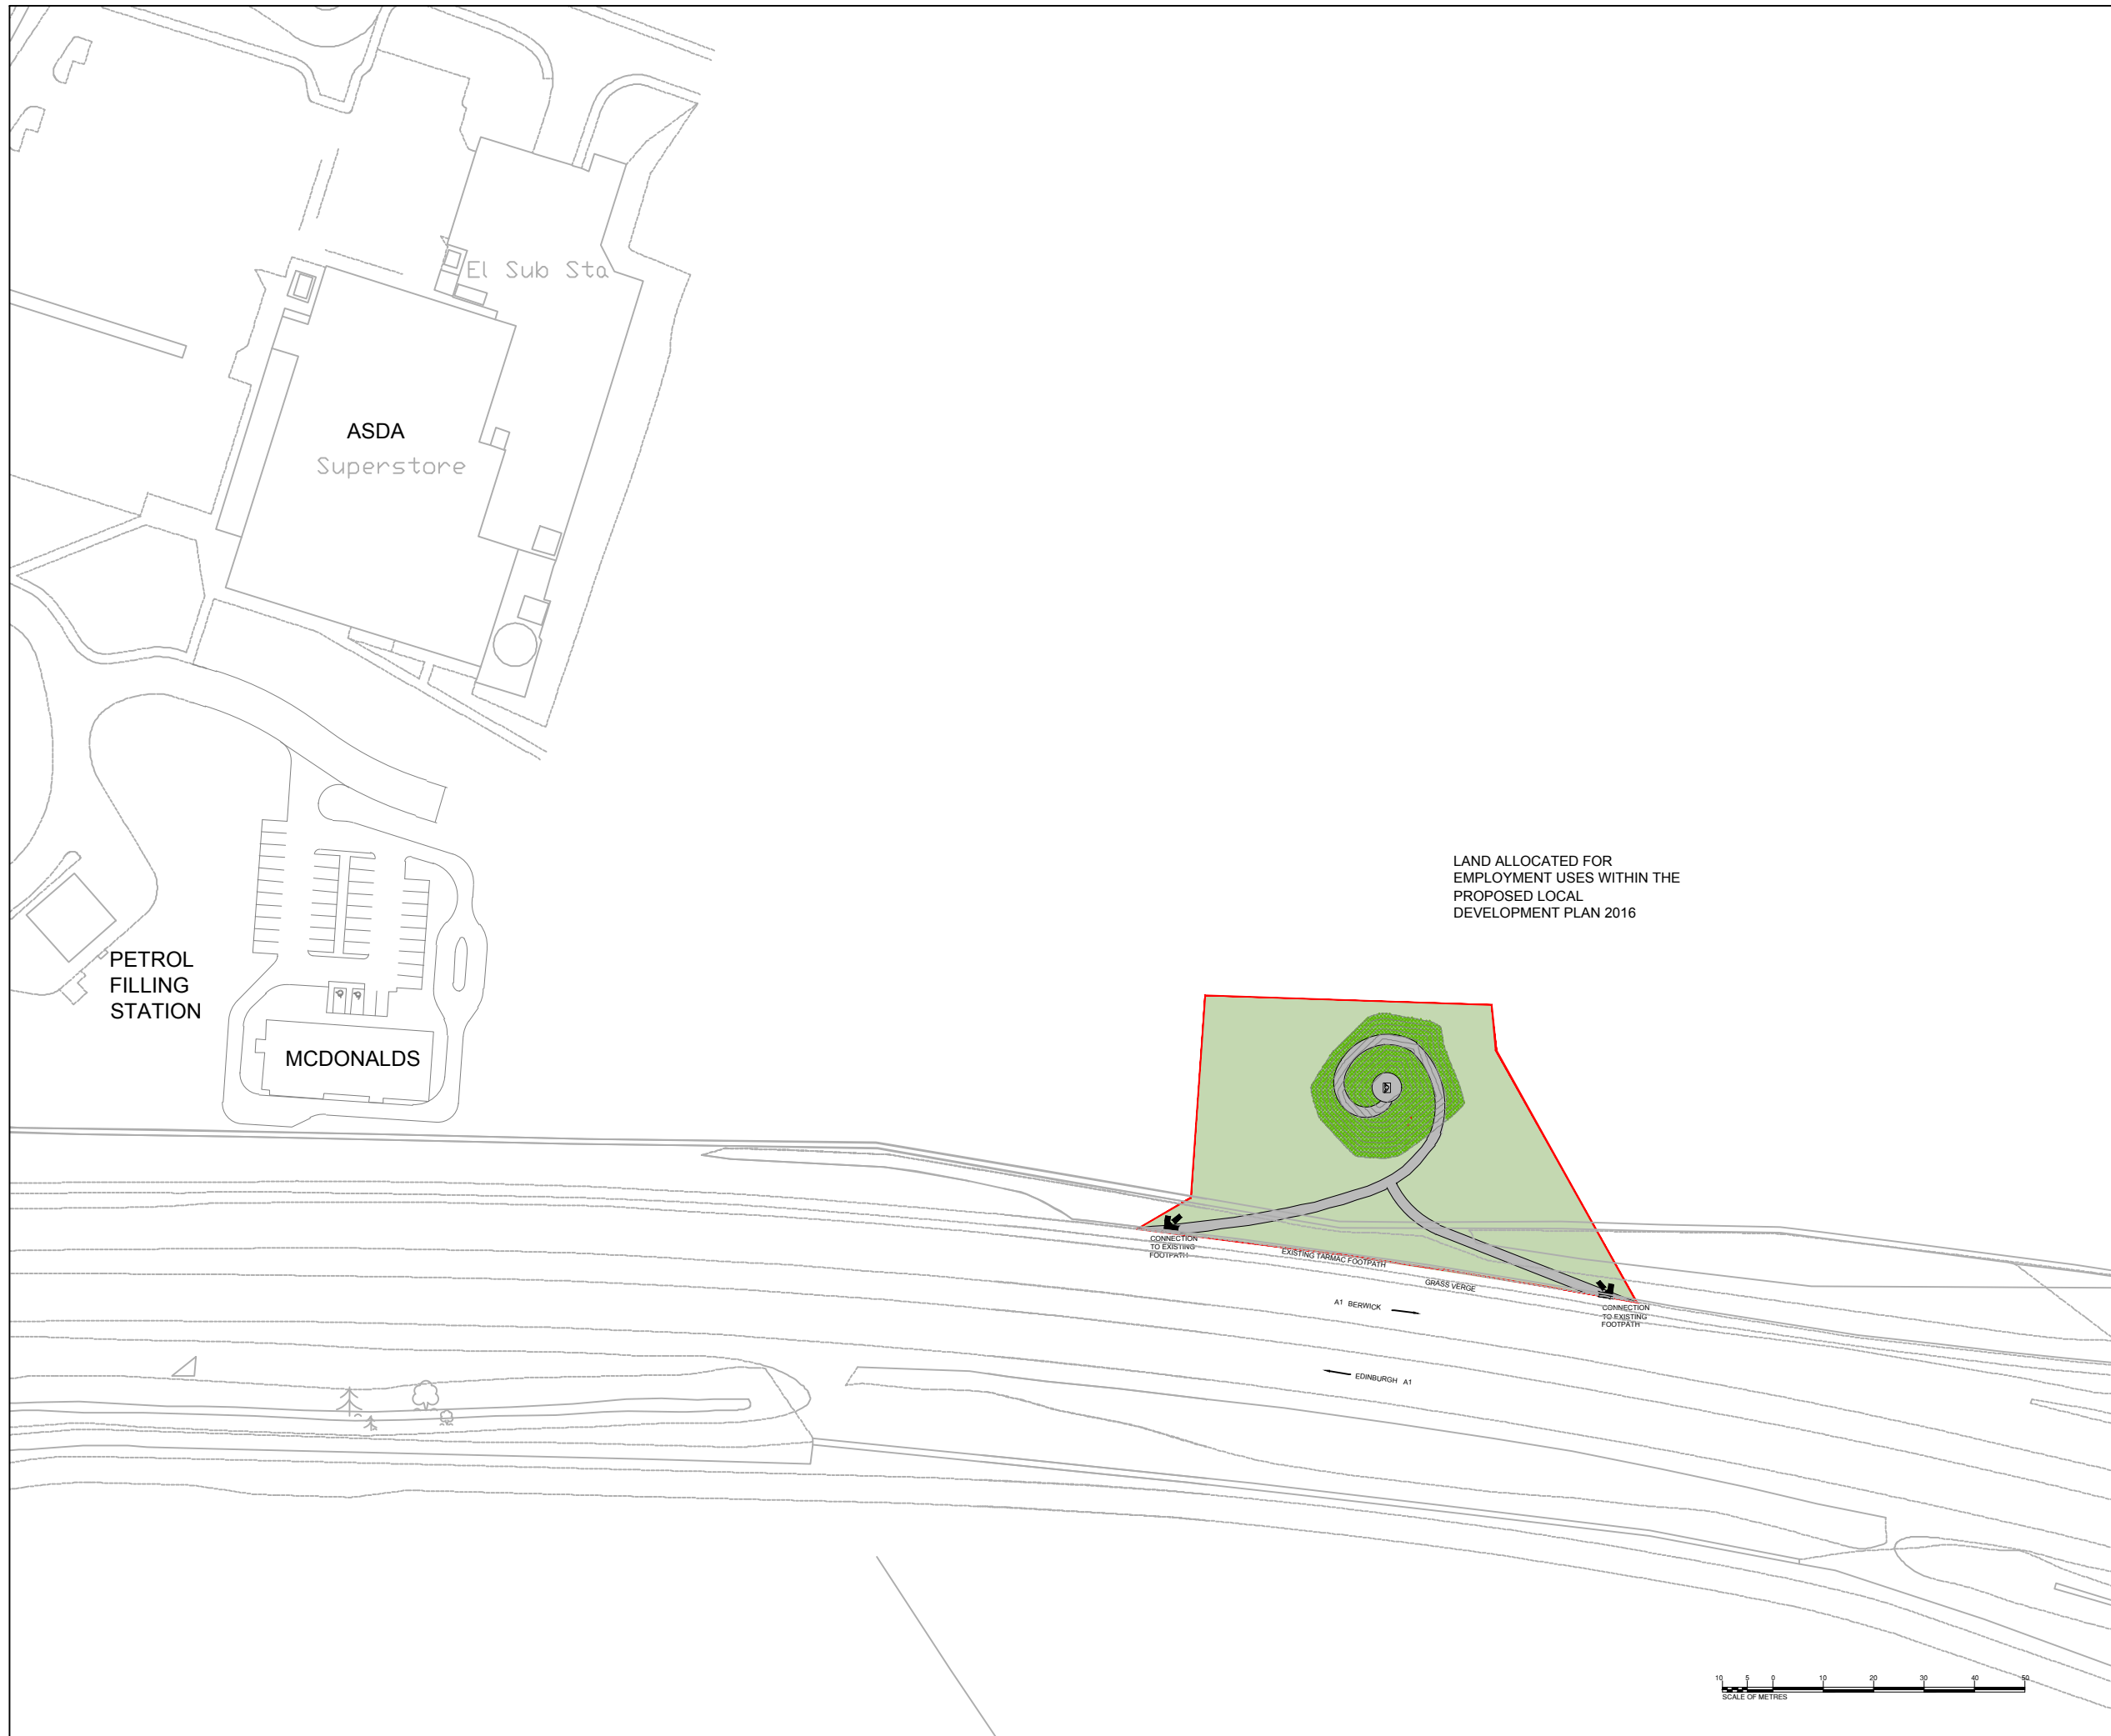 El Sub Sta
ASDA
Superstore
LAND ALLOCATED FOR
EMPLOYMENT USES WITHIN THE
PROPOSED LOCAL
DEVELOPMENT PLAN 2016
PETROL
FILLING
STATION
MCDONALDS
CONNECTION
TO EXISTING
FOOTPATH
EXISTING TARMAC FOOTPATH
GRASS VERGE
A1 BERWICK
CONNECTION
TO EXISTING
FOOTPATH
EDINBURGH A1
10 5 0 10 20 30 40 50
SCALE OF METRES